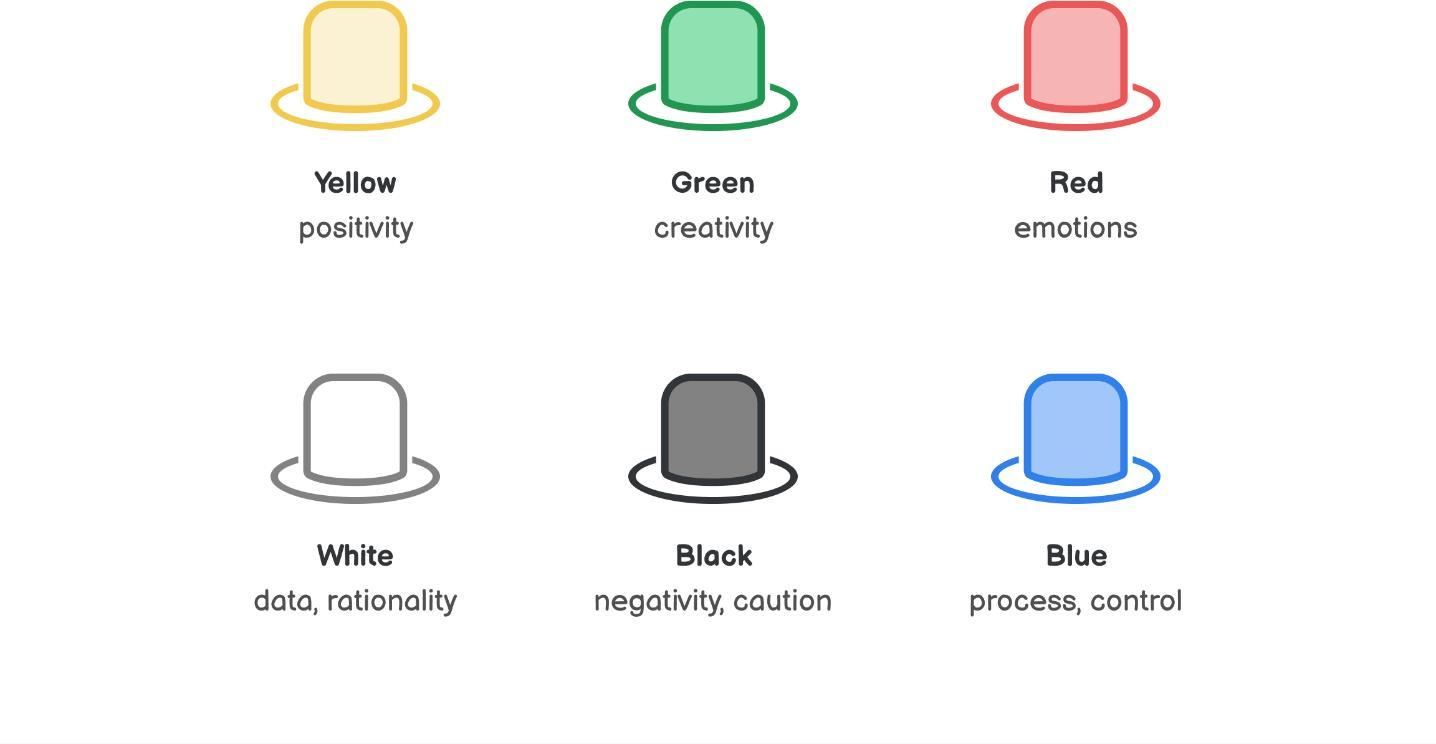 Yellow
positivity
Green
creativity
Red
emotions
White
data, rationality
Black
negativity, caution
Blue
process, control